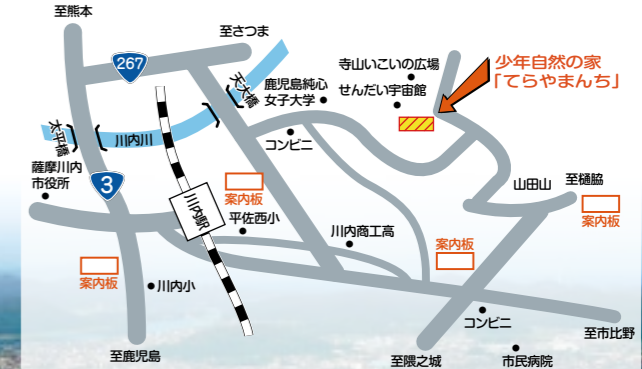 至熊本
至さつま
267
寺山いこいの広場
せんだい宇宙館
少年自然の家
「てらやまんち」
天大橋
鹿児島純心
女子大学
太平橋
川内川
コンビニ
薩摩川内
市役所
3
案内板
川内駅
平佐西小
川内商工高
山田山
至樋脇
案内板
案内板
案内板
川内小
コンビニ
至市比野
至鹿児島
至隈之城
市民病院